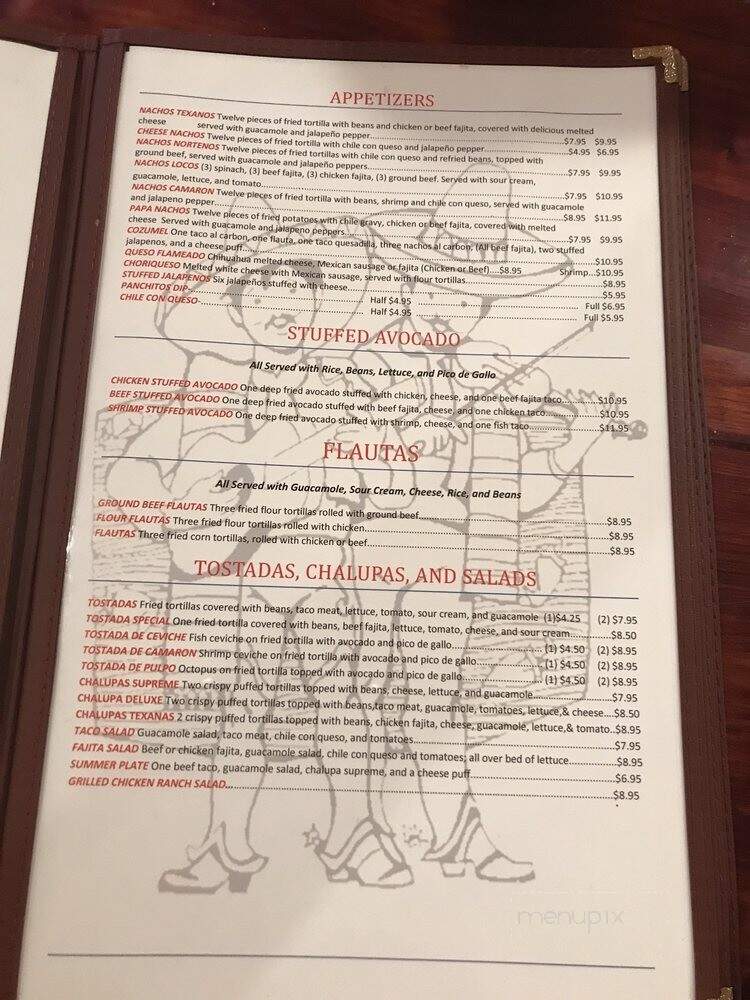 APPETIZERS
NACHOS TEXANOS Twelve pieces of fried tortilla with beans and chicken or beef fajita, covered with delicious melted
cheese served with guacamole and jalapeño pepper...$7.95 $9.95
CHEESE NACHOS Twelve pieces of fried tortilla with chile con queso and jalapeño pepper...$4.95 $6.95
NACHOS NORTENOS Twelve pieces of fried tortillas with chile con queso and refried beans, topped with
ground beef, served with guacamole and jalapeño peppers...$7.95 $9.95
NACHOS LOCOS (3) spinach, (3) beef fajita, (3) chicken fajita, (3) ground beef. Served with sour cream,
guacamole, lettuce, and tomato...$7.95 $10.95
NACHOS CAMARON Twelve pieces of fried tortilla with beans, shrimp and chile con queso, served with guacamole
and jalapeno pepper...$8.95 $11.95
PAPA NACHOS Twelve pieces of fried potatoes with chile gravy, chicken or beef fajita, covered with melted
cheese Served with guacamole and jalapeno peppers...$7.95 $9.95
COZUMEL One taco al carbon, one flauta, one taco quesadilla, three nachos al carbon, (All beef fajita), two stuffed
jalapenos, and a cheese puff...$10.95
QUESO FLAMEADO Chihuahua melted cheese, Mexican sausage or fajita (Chicken or Beef)....$8.95 Shrimp...$10.95
CHORIQUESO Melted white cheese with Mexican sausage, served with flour tortillas...$8.95
STUFFED JALAPENOS Six jalapeños stuffed with cheese...$5.95
PANCHITOS DIP... Half $4.95 ... Full $6.95
CHILE CON QUESO... Half $4.95 ... Full $5.95
STUFFED AVOCADO
All Served with Rice, Beans, Lettuce, and Pico de Gallo
CHICKEN STUFFED AVOCADO One deep fried avocado stuffed with chicken, cheese, and one beef fajita taco...$10.95
BEEF STUFFED AVOCADO One deep fried avocado stuffed with beef fajita, cheese, and one chicken taco...$10.95
SHRIMP STUFFED AVOCADO One deep fried avocado stuffed with shrimp, cheese, and one fish taco...$11.95
FLAUTAS
All Served with Guacamole, Sour Cream, Cheese, Rice, and Beans
GROUND BEEF FLAUTAS Three fried flour tortillas rolled with ground beef...$8.95
FLOUR FLAUTAS Three fried flour tortillas rolled with chicken...$8.95
FLAUTAS Three fried corn tortillas, rolled with chicken or beef...$8.95
TOSTADAS, CHALUPAS, AND SALADS
TOSTADAS Fried tortillas covered with beans, taco meat, lettuce, tomato, sour cream, and guacamole (1)$4.25 (2) $7.95
TOSTADA SPECIAL One fried tortilla covered with beans, beef fajita, lettuce, tomato, cheese, and sour cream...$8.50
TOSTADA DE CEVICHE Fish ceviche on fried tortilla with avocado and pico de gallo...(1) $4.50 (2) $8.95
TOSTADA DE CAMARON Shrimp ceviche on fried tortilla with avocado and pico de gallo...(1) $4.50 (2) $8.95
TOSTADA DE PULPO Octopus on fried tortilla topped with avocado and pico de gallo...(1) $4.50 (2) $8.95
CHALUPAS SUPREME Two crispy puffed tortillas topped with beans, cheese, lettuce, and guacamole...$7.95
CHALUPA DELUXE Two crispy puffed tortillas topped with beans,taco meat, guacamole, tomatoes, lettuce,& cheese....$8.50
CHALUPAS TEXANAS 2 crispy puffed tortillas topped with beans, chicken fajita, cheese, guacamole, lettuce,& tomato..$8.95
TACO SALAD Guacamole salad, taco meat, chile con queso, and tomatoes...$7.95
FAJITA SALAD Beef or chicken fajita, guacamole salad, chile con queso and tomatoes; all over bed of lettuce...$8.95
SUMMER PLATE One beef taco, guacamole salad, chalupa supreme, and a cheese puff...$6.95
GRILLED CHICKEN RANCH SALAD...$8.95
menupix